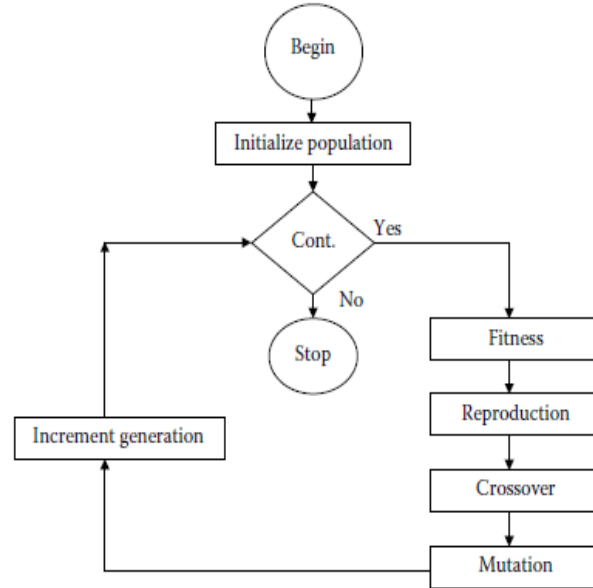 Begin
Initialize population
Cont.
Yes
No
Stop
Fitness
Reproduction
Crossover
Mutation
Increment generation